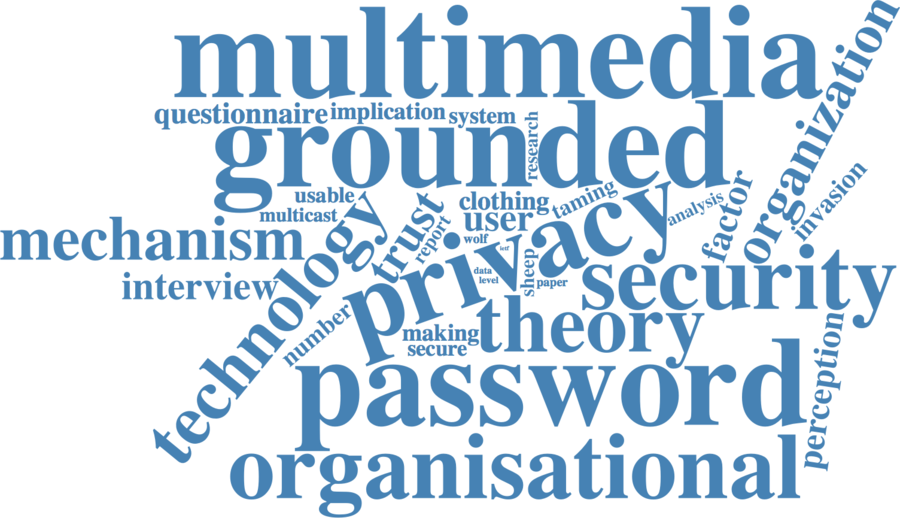 multimedia
organization
questionnaire
implication
system
grounded
research
usable
multicast
clothing
taming
user
trust
report
wolf
ietf
privacy
analysis
factor
invasion
mechanism
interview
technology
data
level
sheep
paper
security
number
making
secure
theory
password
perception
organisational